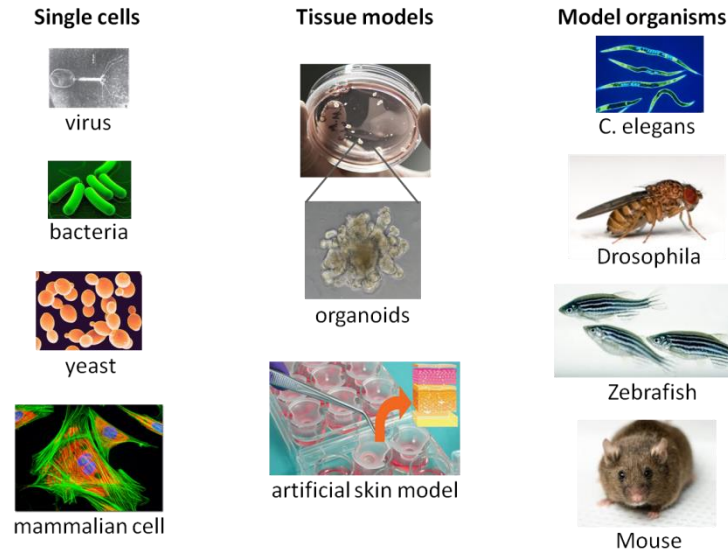 Single cells
virus
bacteria
yeast
mammalian cell
Tissue models
organoids
artificial skin model
Model organisms
C. elegans
Drosophila
Zebrafish
Mouse